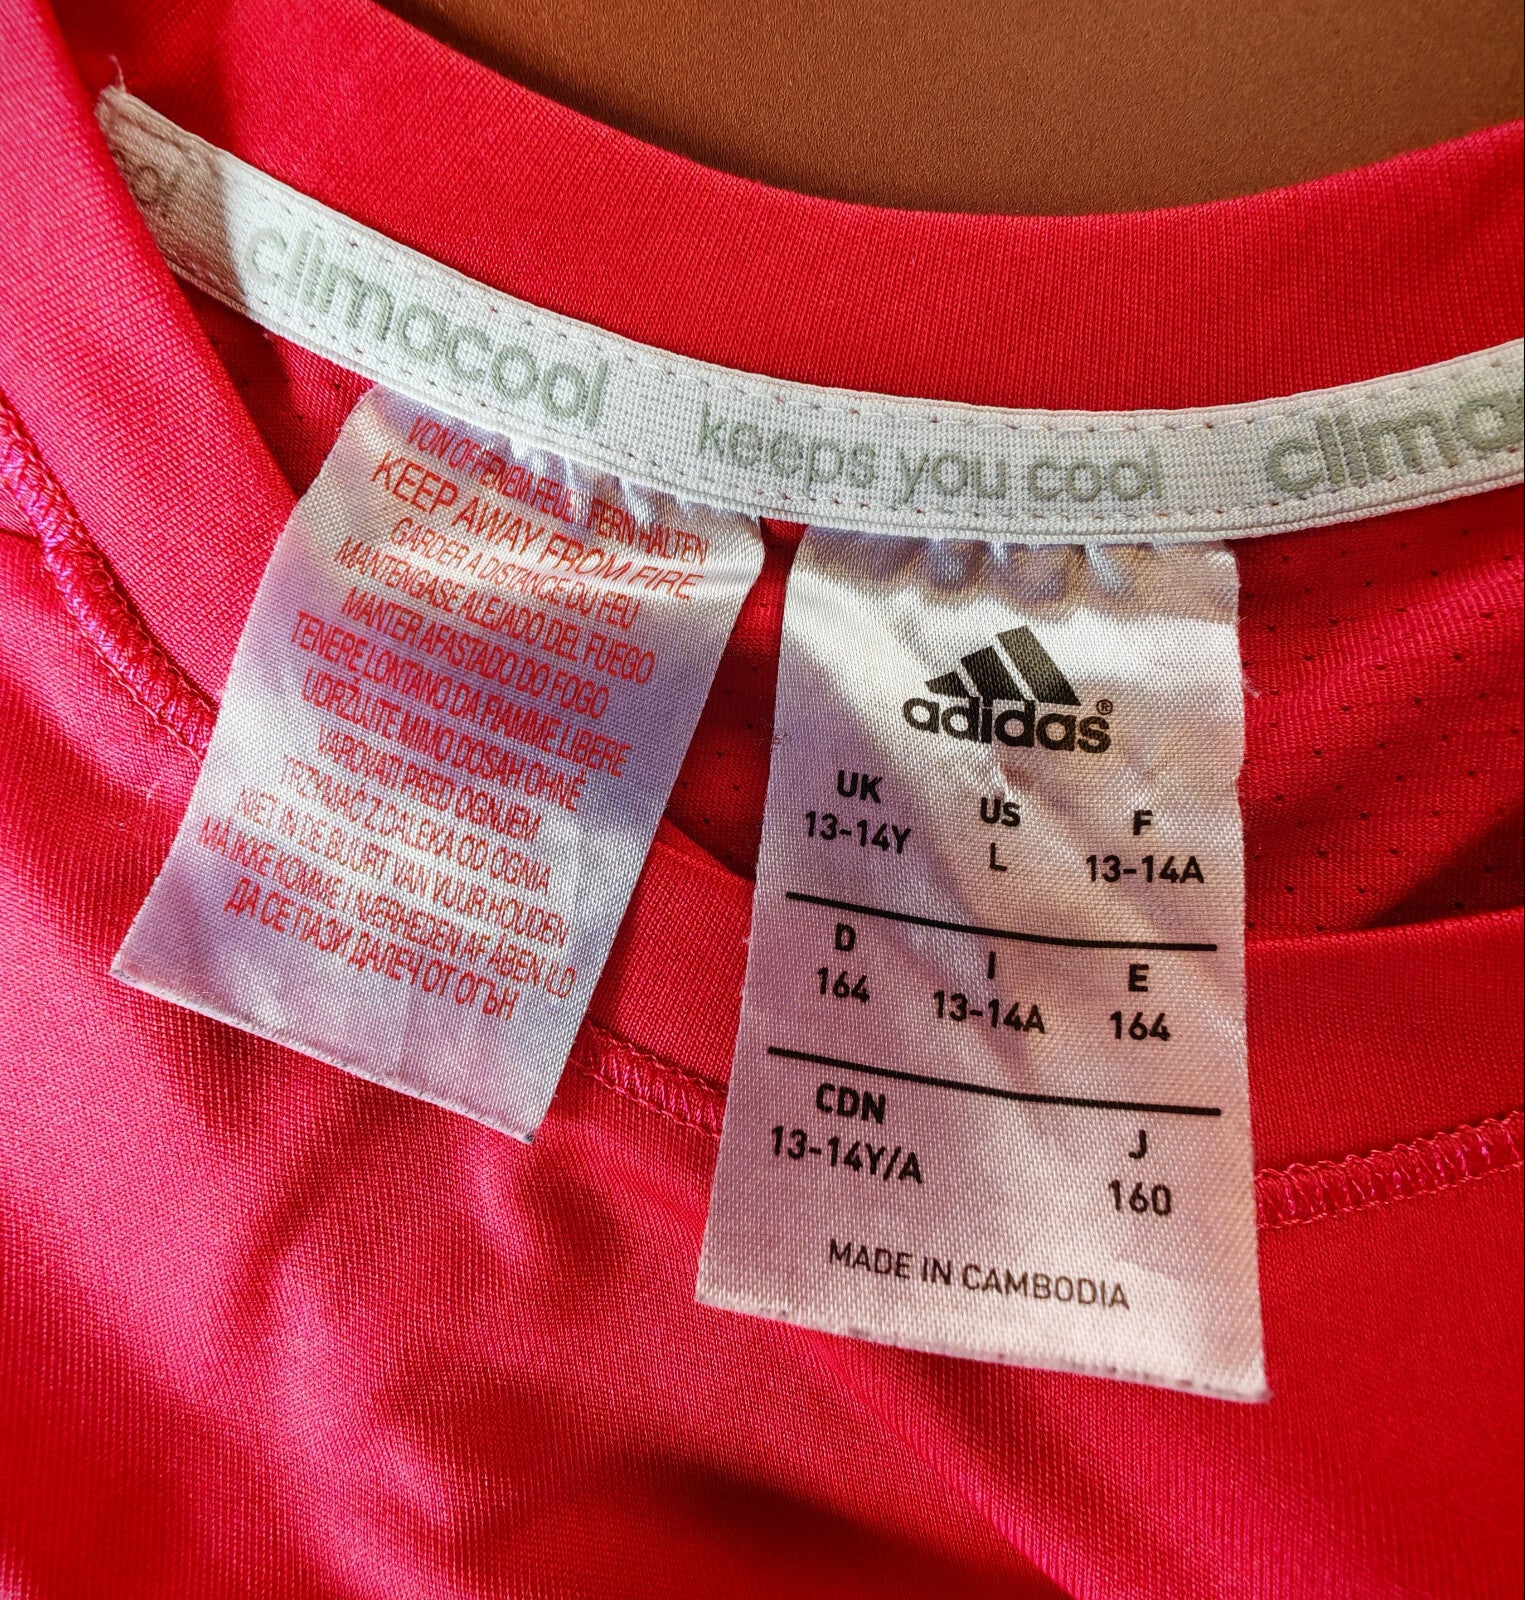 climacool
keeps you cool
clima
VON OFFENEM FEUER FERNHALTEN
KEEP AWAY FROM FIRE
GARDER A DISTANCE DU FEU
MANTENGASE ALEJADO DEL FUEGO
MANTER AFASTADO DO FOGO
TENERE LONTANO DA FIAMME LIBERE
UDRŽUJTE MIMO DOSAH OHNĚ
VAROVATI PRED OGNJEM
TRZYMAĆ Z DALEKA OD OGNIA
NIET IN DE BUURT VAN VUUR HOUDEN
MÅ IKKE KOMME I NÆRHEDEN AF ÅBEN ILD
ДА СЕ ПАЗИ ДАЛЕЧ ОТ ОГЪН
adidas®
UK US F
13-14Y L 13-14A
D I E
164 13-14A 164
CDN J
13-14Y/A 160
MADE IN CAMBODIA